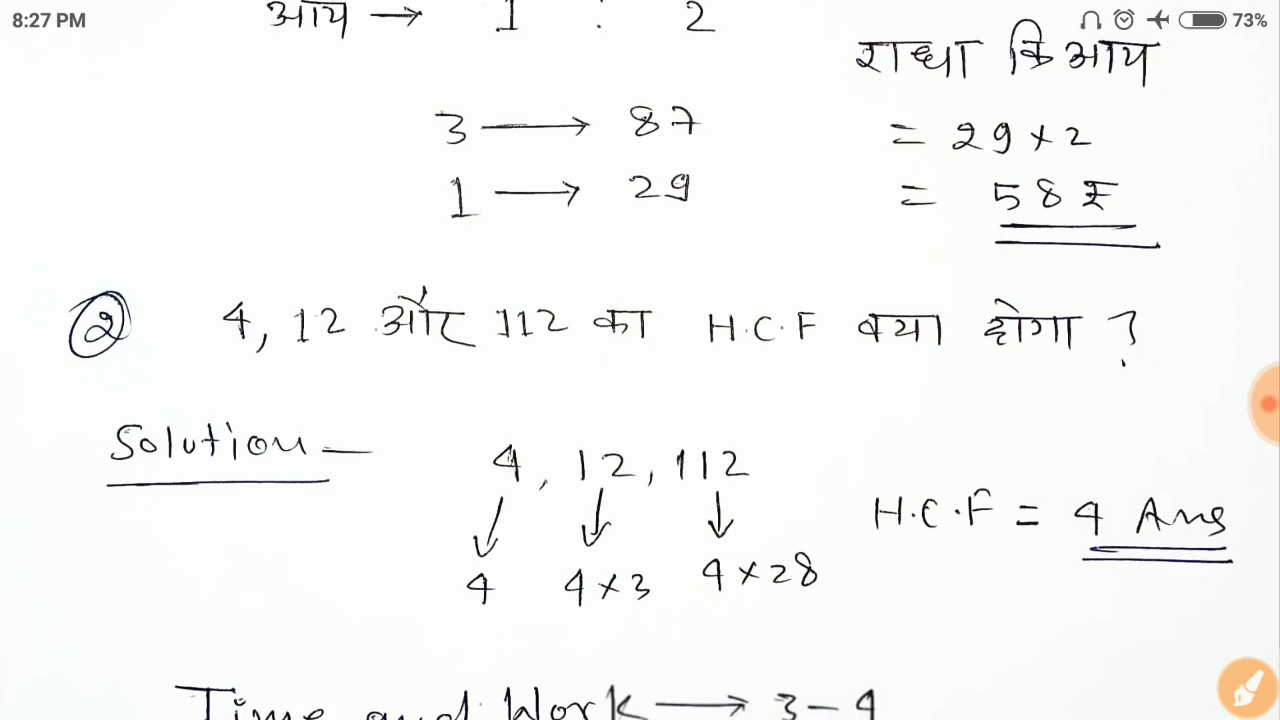 8:27 PM 73%
आय → 1 : 2
राधा कि आय
3 → 87
= 29 × 2
1 → 29
= 58 ₹
2 4, 12 और 112 का H.C.F क्या होगा ?
Solution — 4, 12, 112
H.C.F = 4 Ans
4 4 × 3 4 × 28
Time and Work → 3 - 4